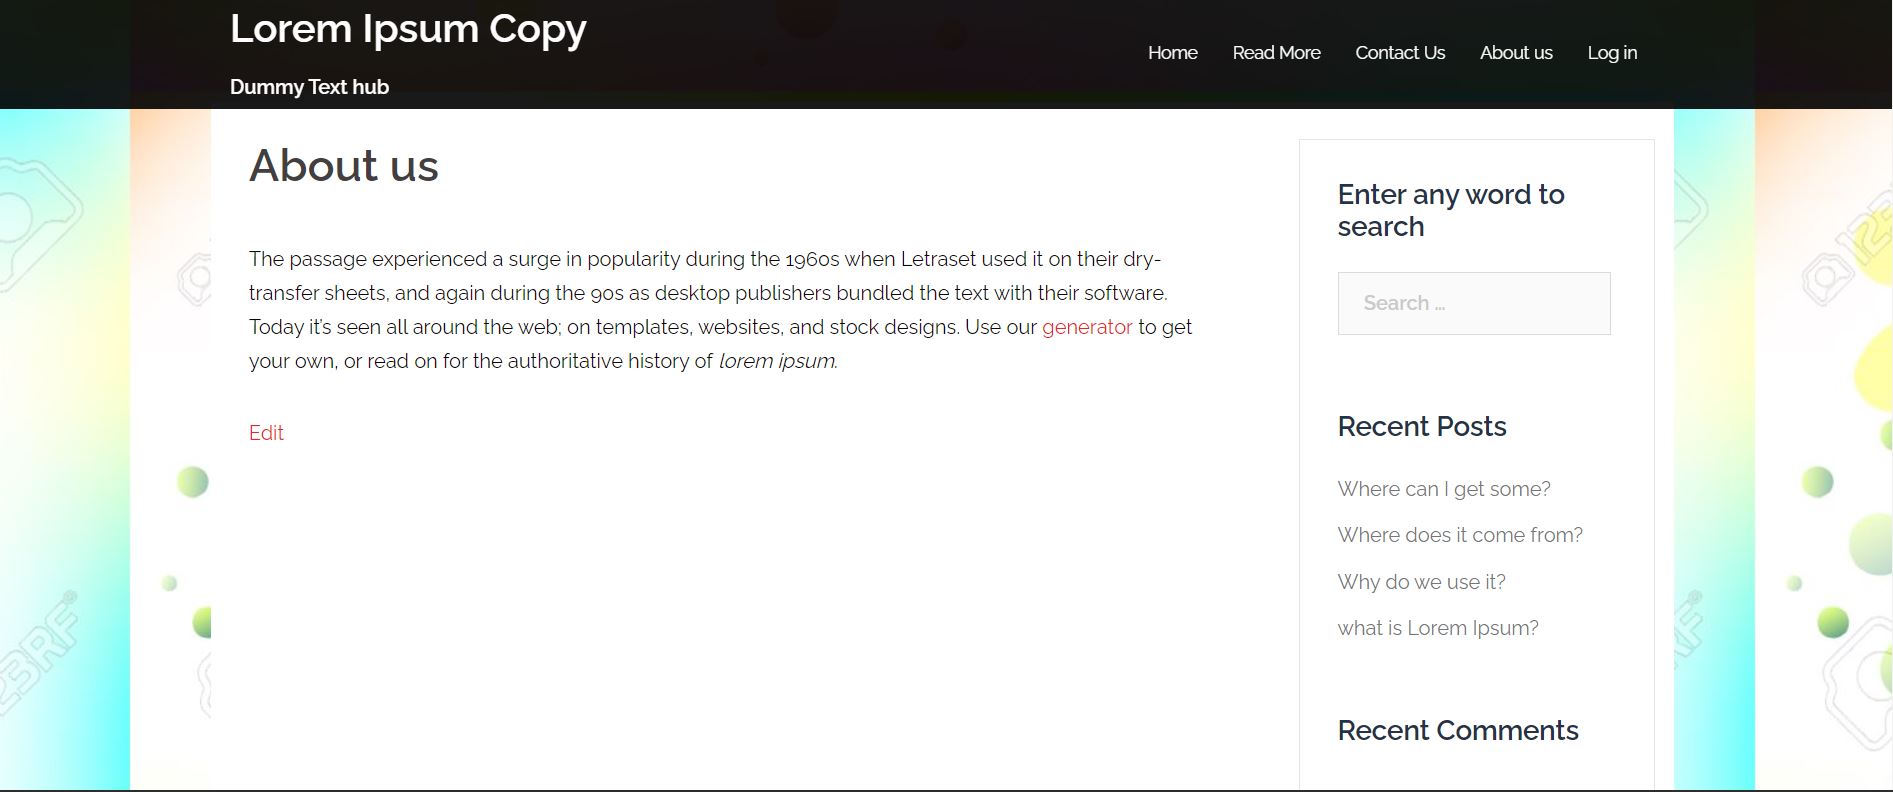 Lorem Ipsum Copy
Dummy Text hub
Home Read More Contact Us About us Log in
About us
The passage experienced a surge in popularity during the 1960s when Letraset used it on their dry-
transfer sheets, and again during the 90s as desktop publishers bundled the text with their software.
Today it's seen all around the web; on templates, websites, and stock designs. Use our generator to get
your own, or read on for the authoritative history of lorem ipsum.
Edit
Enter any word to
search
Search ...
Recent Posts
Where can I get some?
Where does it come from?
Why do we use it?
what is Lorem Ipsum?
Recent Comments